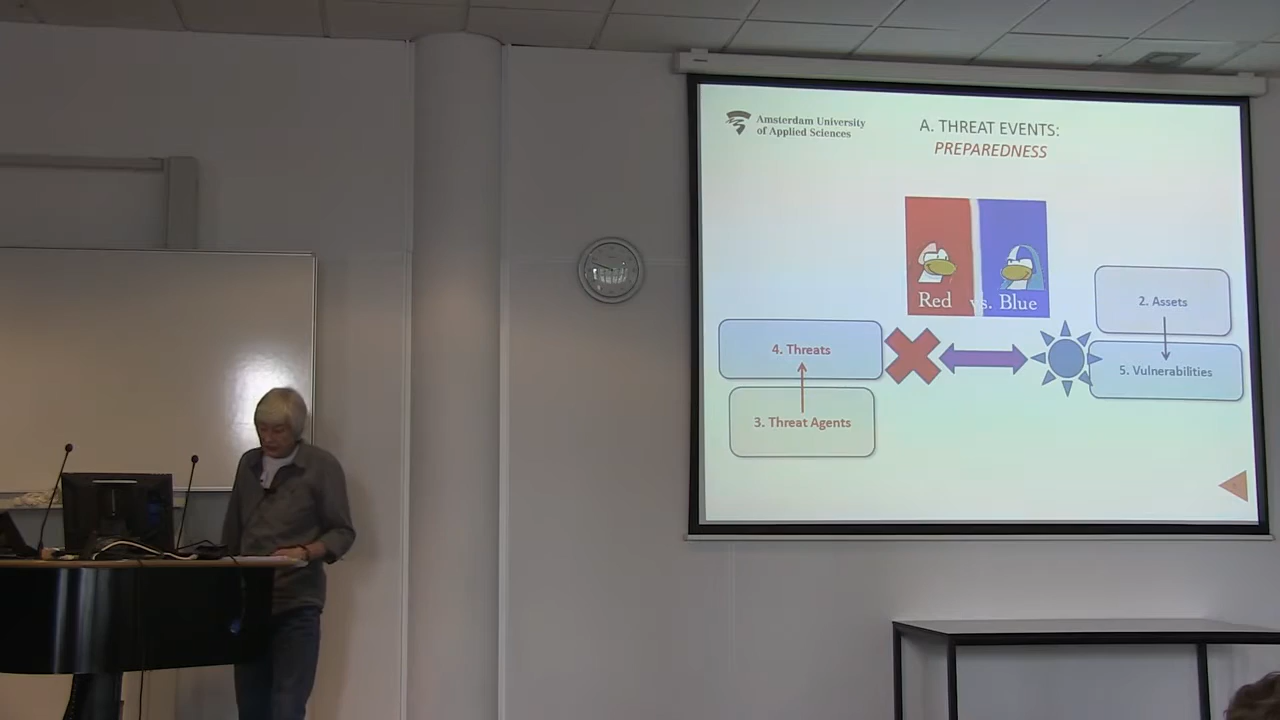 Amsterdam University
of Applied Sciences
A. THREAT EVENTS:
PREPAREDNESS
Red vs. Blue
2. Assets
4. Threats
5. Vulnerabilities
3. Threat Agents